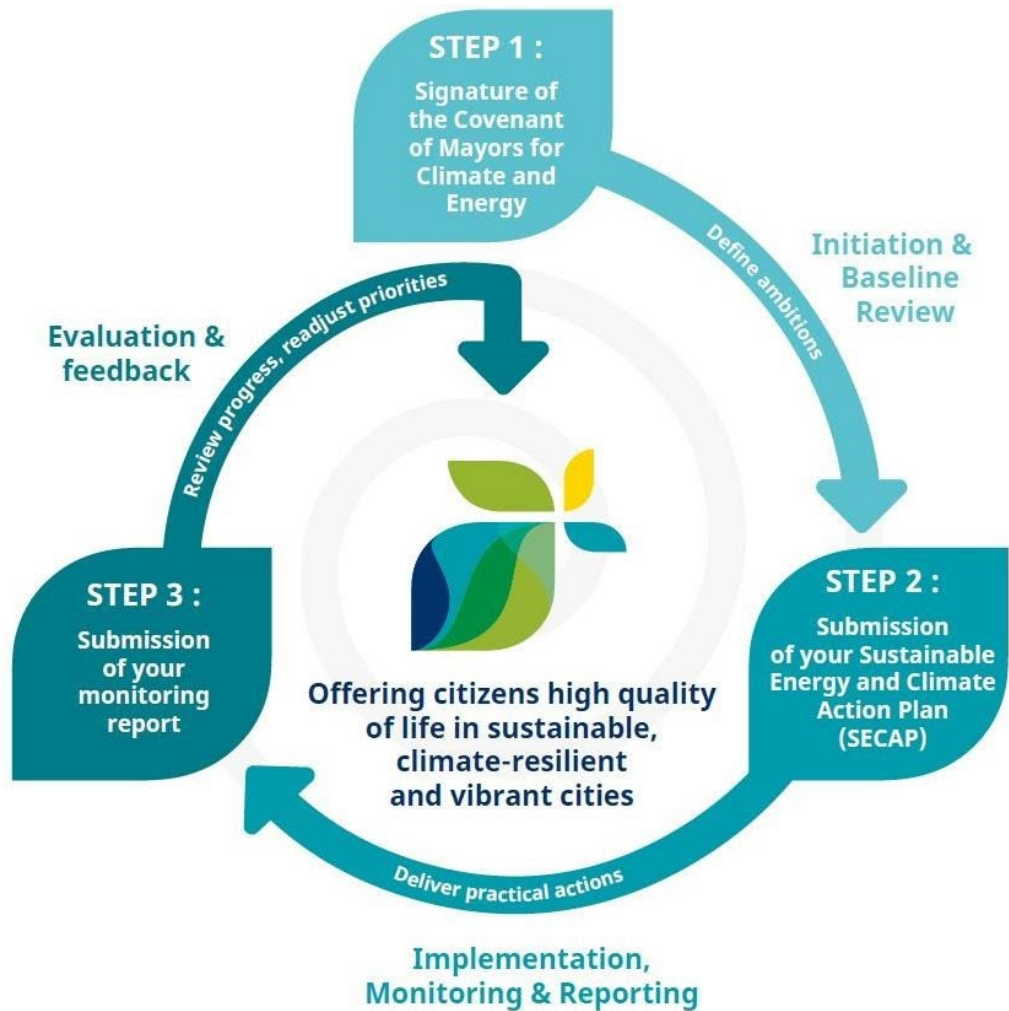 STEP 1 :
Signature of
the Covenant
of Mayors for
Climate and
Energy
Define ambitions
Initiation &
Baseline
Review
STEP 2 :
Submission
of your Sustainable
Energy and Climate
Action Plan
(SECAP)
Deliver practical actions
Implementation,
Monitoring & Reporting
STEP 3 :
Submission
of your
monitoring
report
Review progress, readjust priorities
Evaluation &
feedback
Offering citizens high quality
of life in sustainable,
climate-resilient
and vibrant cities